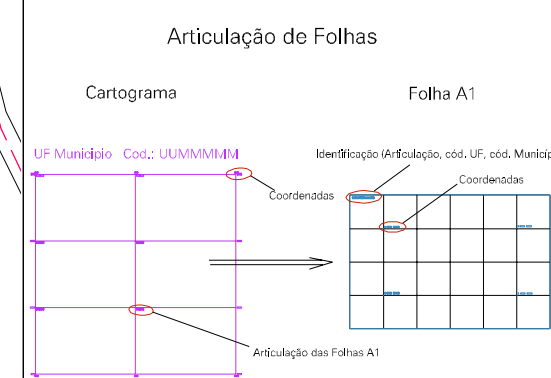 Articulação de Folhas
Cartograma
Folha A1
UF Municipio Cod.: UUMMMMM
Identificação (Articulação, cód. UF, cód. Municíp
Coordenadas
Coordenadas
Articulação das Folhas A1